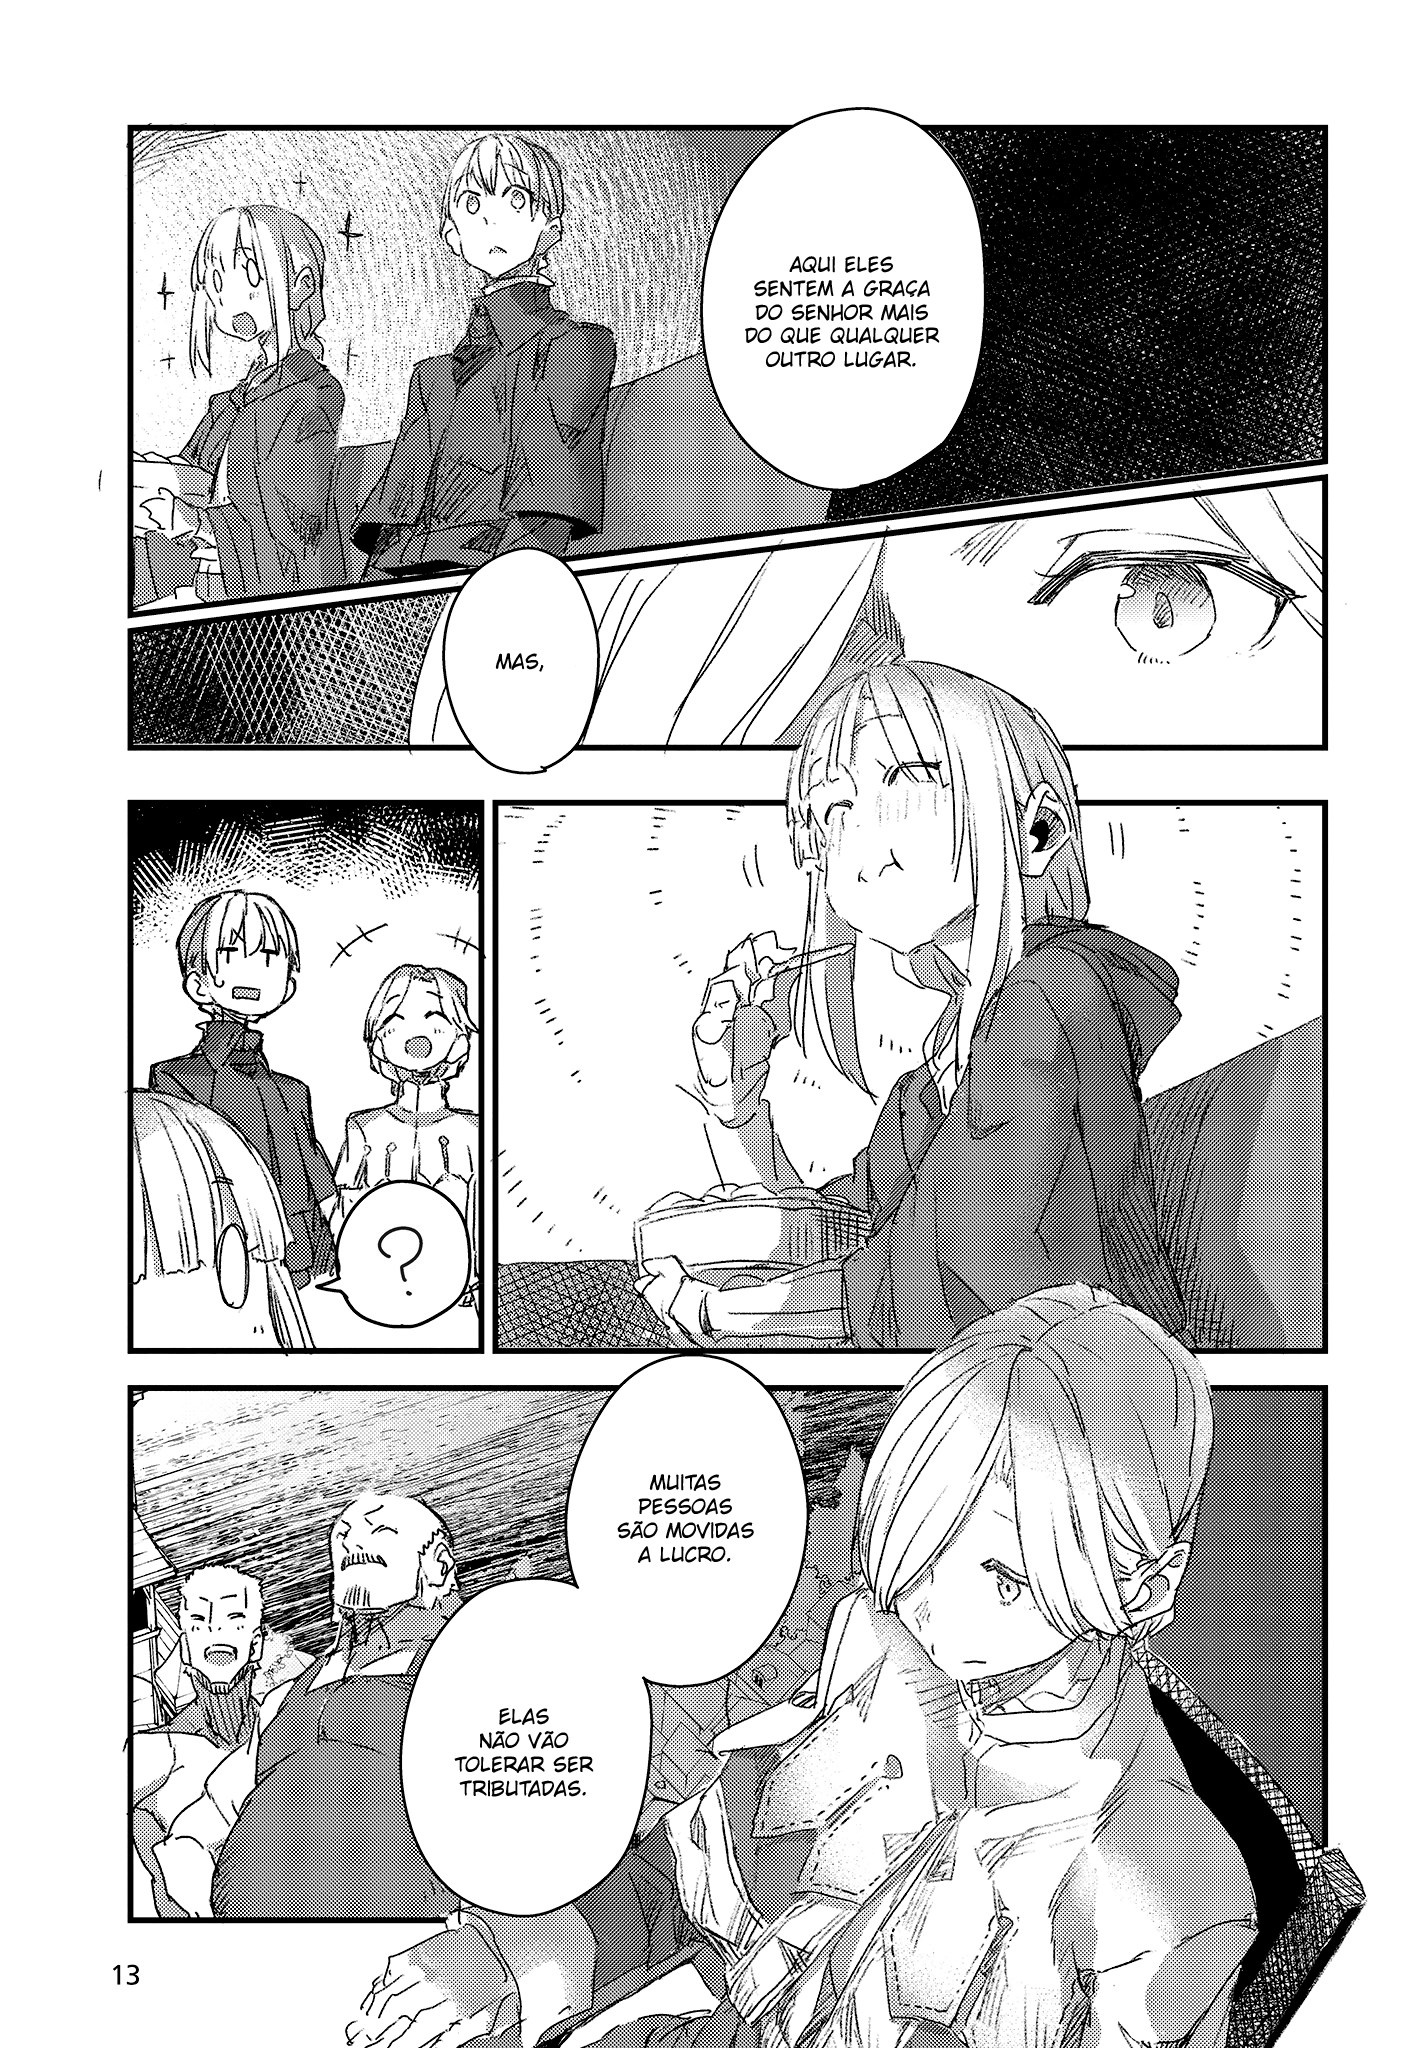 AQUI ELES
SENTEM A GRAÇA
DO SENHOR MAIS
DO QUE QUALQUER
OUTRO LUGAR.
MAS,
?
MUITAS
PESSOAS
SÃO MOVIDAS
A LUCRO.
ELAS
NÃO VÃO
TOLERAR SER
TRIBUTADAS.
13